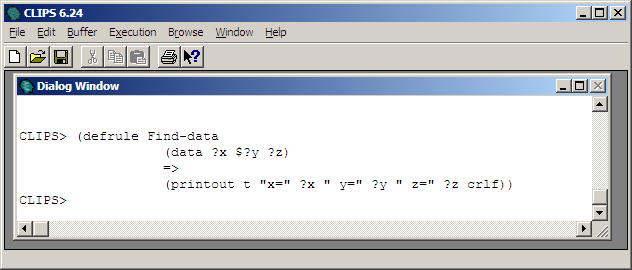 CLIPS 6.24
File Edit Buffer Execution Browse Window Help
Dialog Window
CLIPS> (defrule Find-data
(data ?x $?y ?z)
=>
(printout t "x=" ?x " y=" ?y " z=" ?z crlf))
CLIPS>